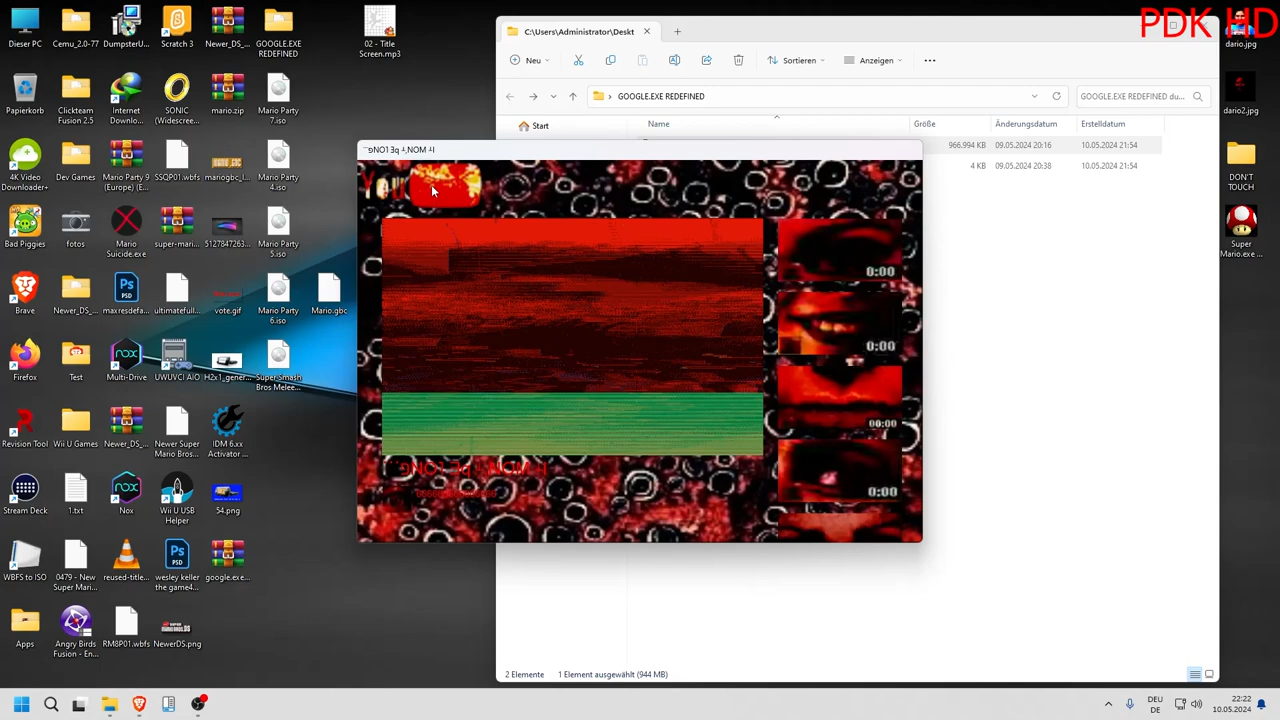 PDK HD
Dieser PC
Cemu_2.0-77
DumpsterU...
Scratch 3
Newer_DS_...
GOOGLE.EXE REDEFINED
02 - Title Screen.mp3
Papierkorb
Clickteam Fusion 2.5
Internet Downlo...
SONIC (Widescree...
mario.zip
Mario Party 7.iso
4K Video Downloader+
Dev Games
Mario Party 9 (Europe) (E...
SSQP01.wbfs
mariogbc_i...
Mario Party 4.iso
Bad Piggies
fotos
Mario Suicide.exe
super-mari...
5127847263...
Mario Party 5.iso
Brave
Newer_DS_...
maxresdefa...
ultimatefull...
vote.gif
Mario Party 6.iso
Mario.gbc
Firefox
Test
Multi-Drive
UWUVCI AIO
H2x1_gener...
Super Smash Bros Melee...
Revision Tool
Wii U Games
Newer_DS_...
New Super Mario...
IDM 6.xx Activator ...
Stream Deck
1.txt
Nox
Wii U USB Helper
S4.png
WBFS to ISO
0479 - New Super Mari...
reused-title...
wesley keller the game4...
google.exe...
Apps
Angry Birds Fusion - En...
RM8P01.wbfs
NewerDS.png
C:\Users\Administrator\Deskt
Neu
Sortieren
Anzeigen
GOOGLE.EXE REDEFINED
GOOGLE.EXE REDEFINED du...
Start
Name
Größe
Änderungsdatum
Erstelldatum
966.994 KB
09.05.2024 20:16
10.05.2024 21:54
4 KB
09.05.2024 20:38
10.05.2024 21:54
You
0:00
0:00
00:00
0:00
2 Elemente
1 Element ausgewählt (944 MB)
dario.jpg
dario2.jpg
DON'T TOUCH
Super Mario.exe ...
DEU
DE
22:22
10.05.2024